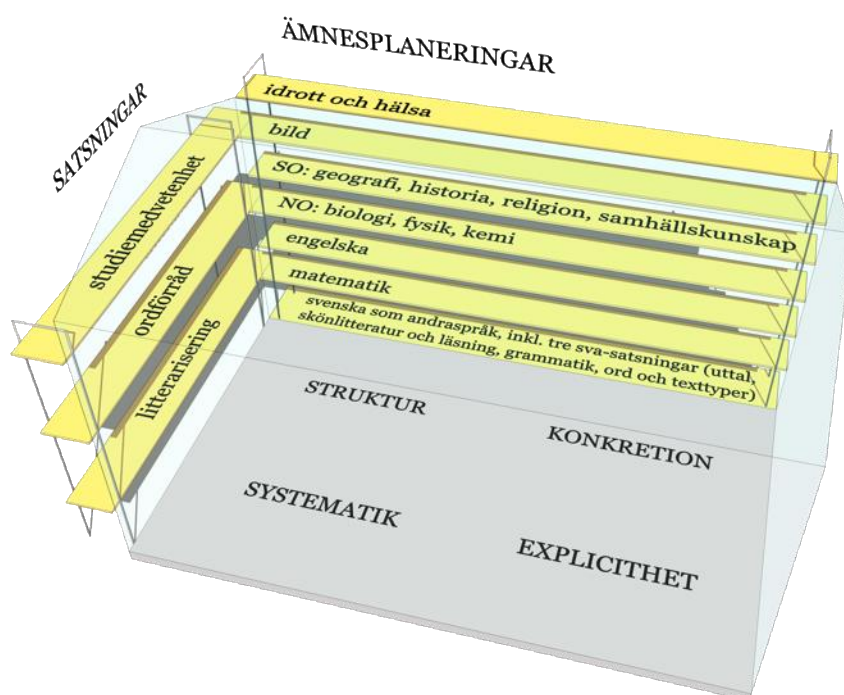 ÄMNESPLANERINGAR
SATSNINGAR
idrott och hälsa
bild
SO: geografi, historia, religion, samhällskunskap
NO: biologi, fysik, kemi
engelska
matematik
svenska som andraspråk, inkl. tre sva-satsningar (uttal,
skönlitteratur och läsning, grammatik, ord och texttyper)
studiemedvetenhet
ordförråd
litterarisering
STRUKTUR
KONKRETION
SYSTEMATIK
EXPLICITHET